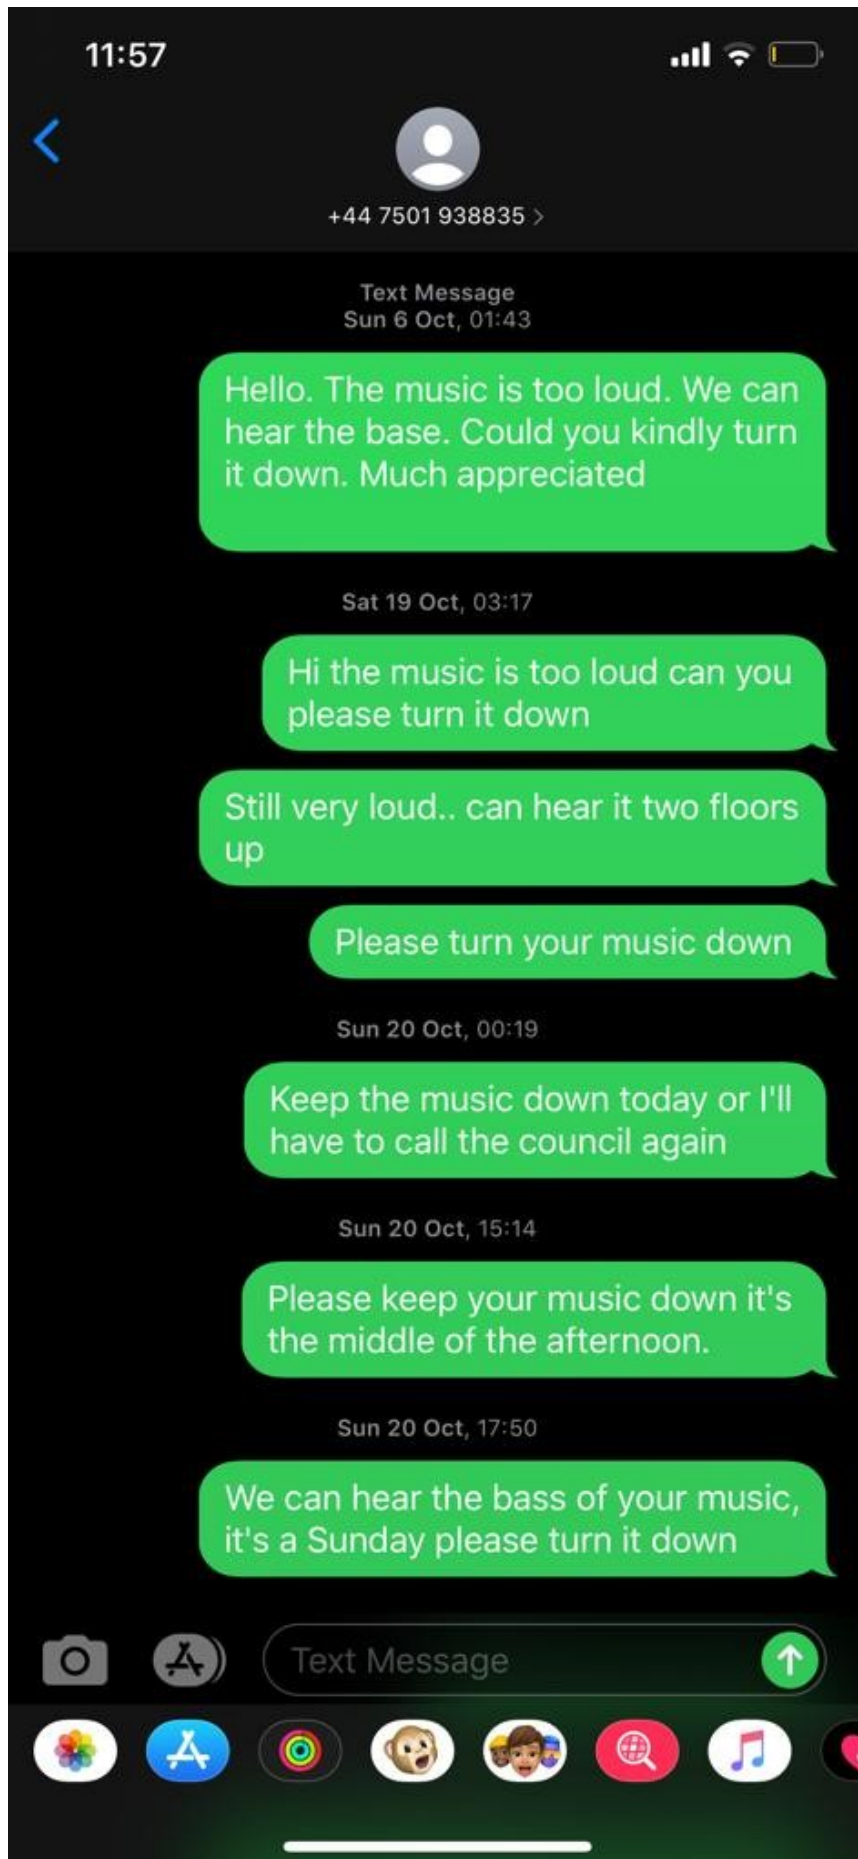 11:57
+44 7501 938835 >
Text Message
Sun 6 Oct, 01:43
Hello. The music is too loud. We can
hear the base. Could you kindly turn
it down. Much appreciated
Sat 19 Oct, 03:17
Hi the music is too loud can you
please turn it down
Still very loud.. can hear it two floors
up
Please turn your music down
Sun 20 Oct, 00:19
Keep the music down today or I'll
have to call the council again
Sun 20 Oct, 15:14
Please keep your music down it's
the middle of the afternoon.
Sun 20 Oct, 17:50
We can hear the bass of your music,
it's a Sunday please turn it down
Text Message